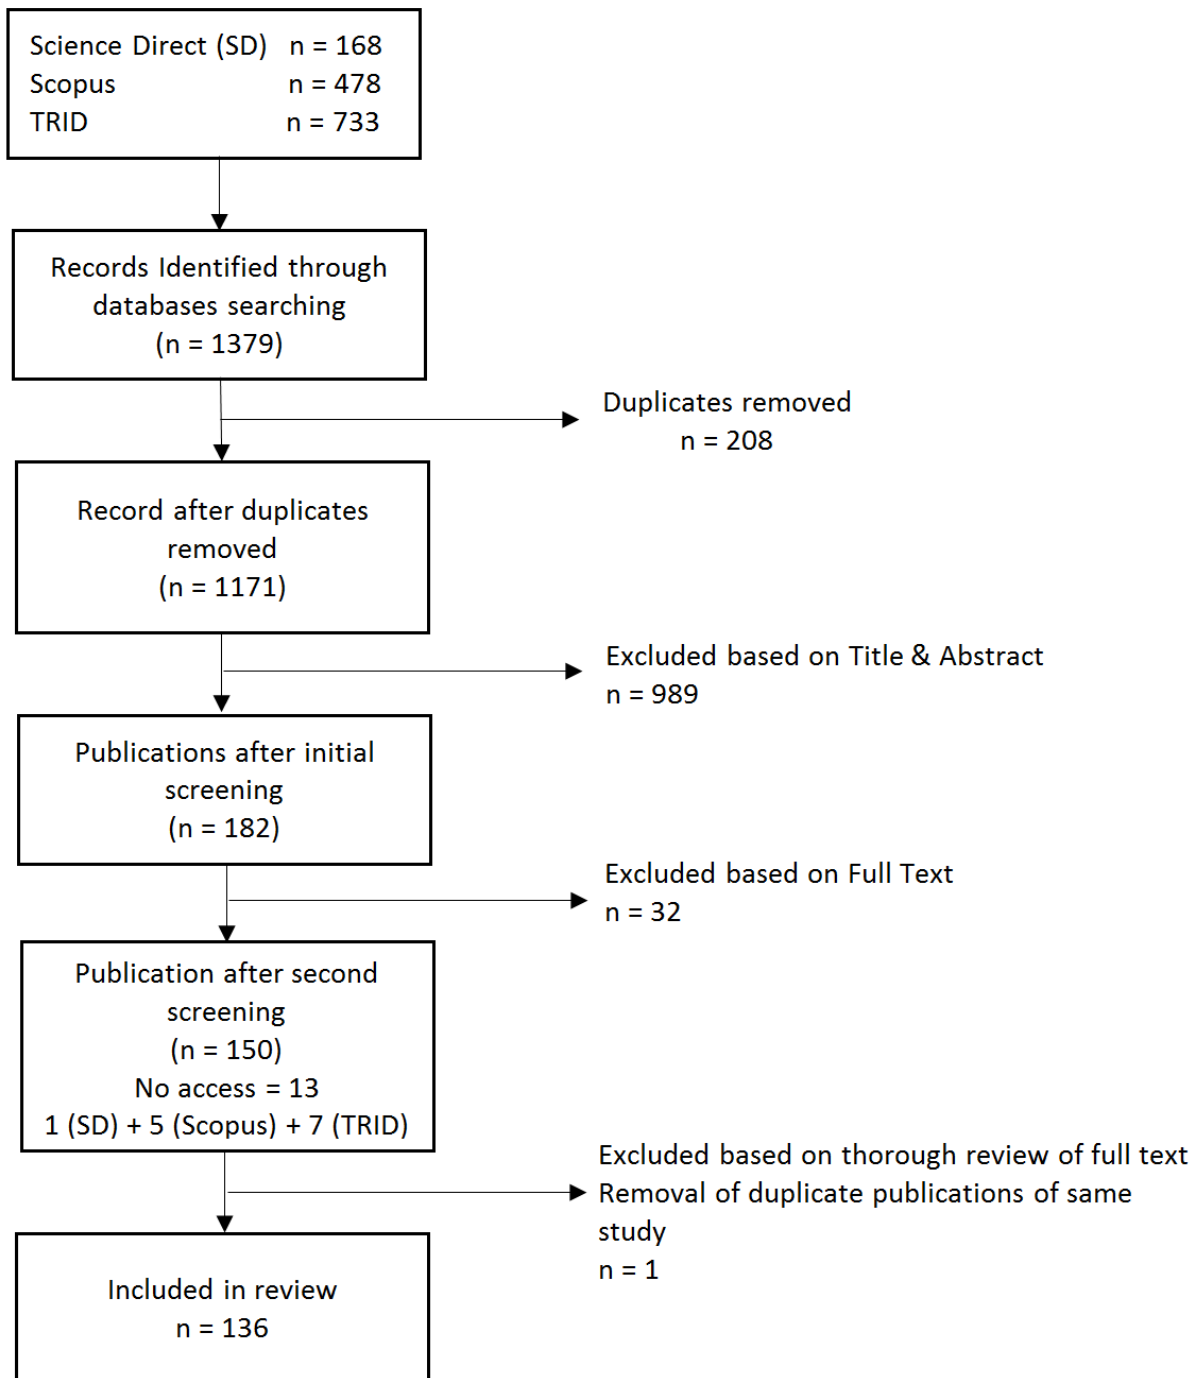 Science Direct (SD) n = 168
Scopus n = 478
TRID n = 733
Records Identified through
databases searching
(n = 1379)
Duplicates removed
n = 208
Record after duplicates
removed
(n = 1171)
Excluded based on Title & Abstract
n = 989
Publications after initial
screening
(n = 182)
Excluded based on Full Text
n = 32
Publication after second
screening
(n = 150)
No access = 13
1 (SD) + 5 (Scopus) + 7 (TRID)
Excluded based on thorough review of full text
Removal of duplicate publications of same
study
n = 1
Included in review
n = 136